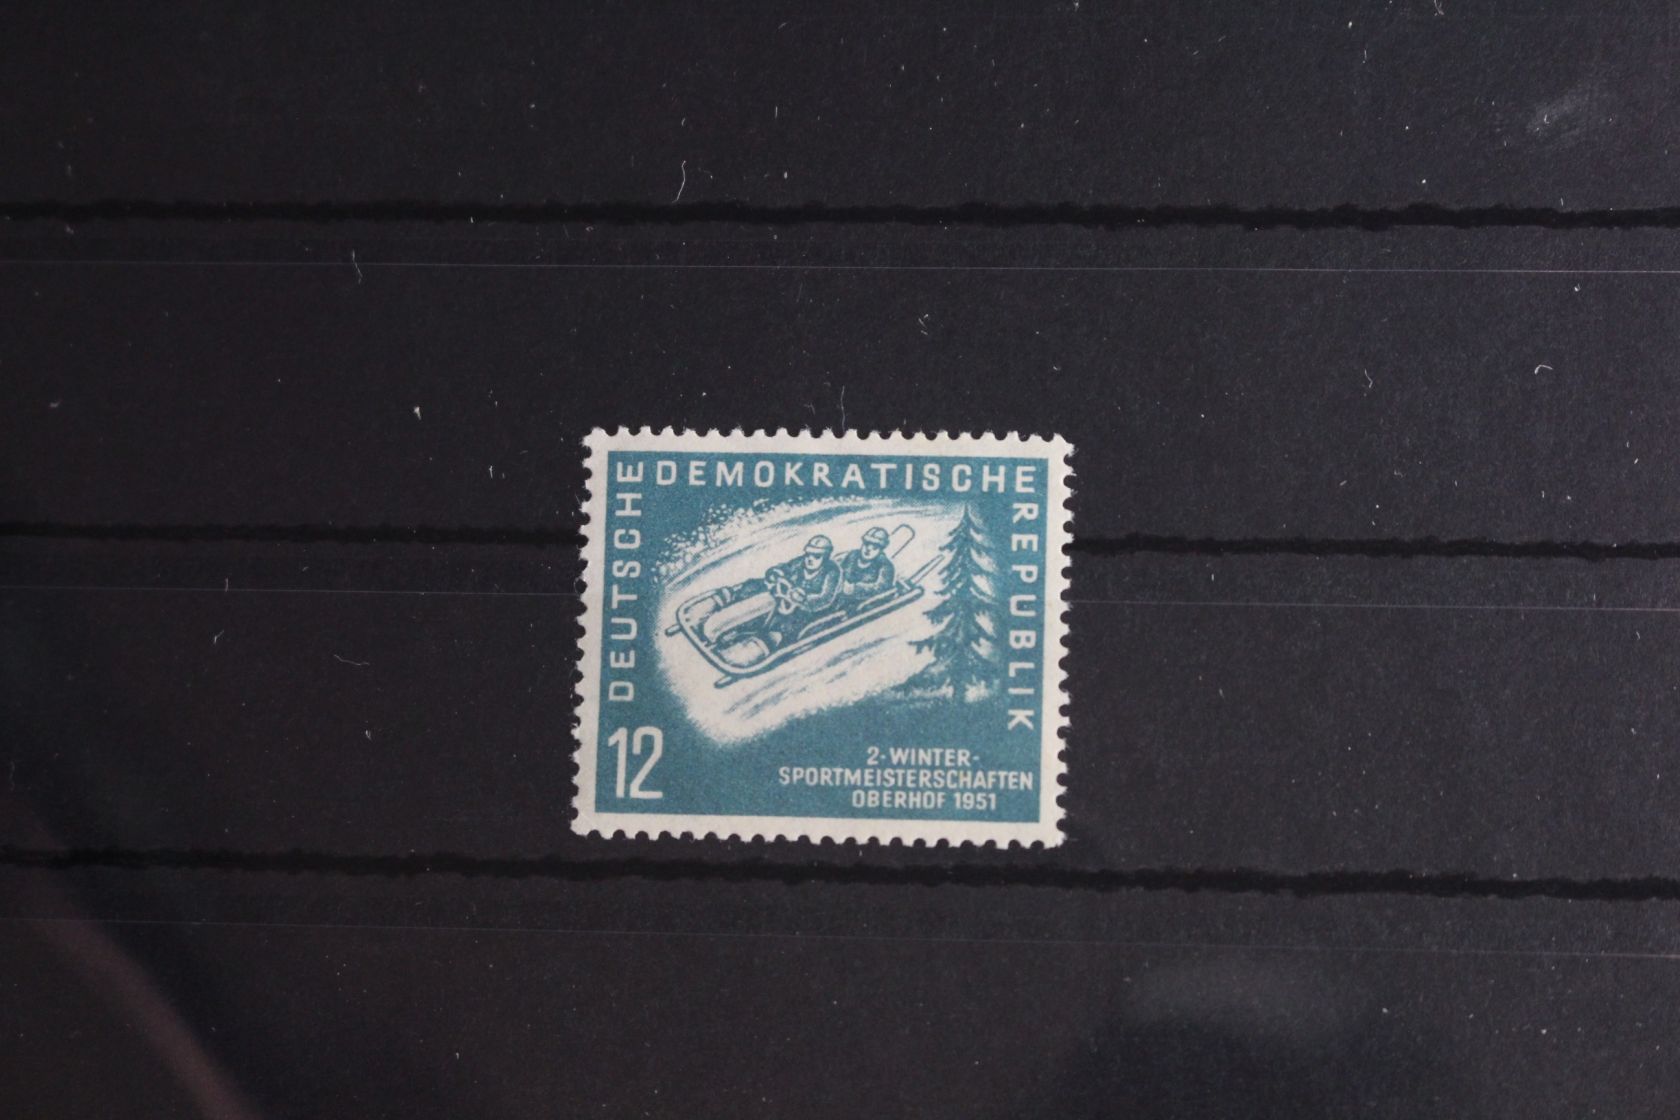 DEUTSCHE DEMOKRATISCHE REPUBLIK
12
2. WINTER-
SPORTMEISTERSCHAFTEN
OBERHOF 1951